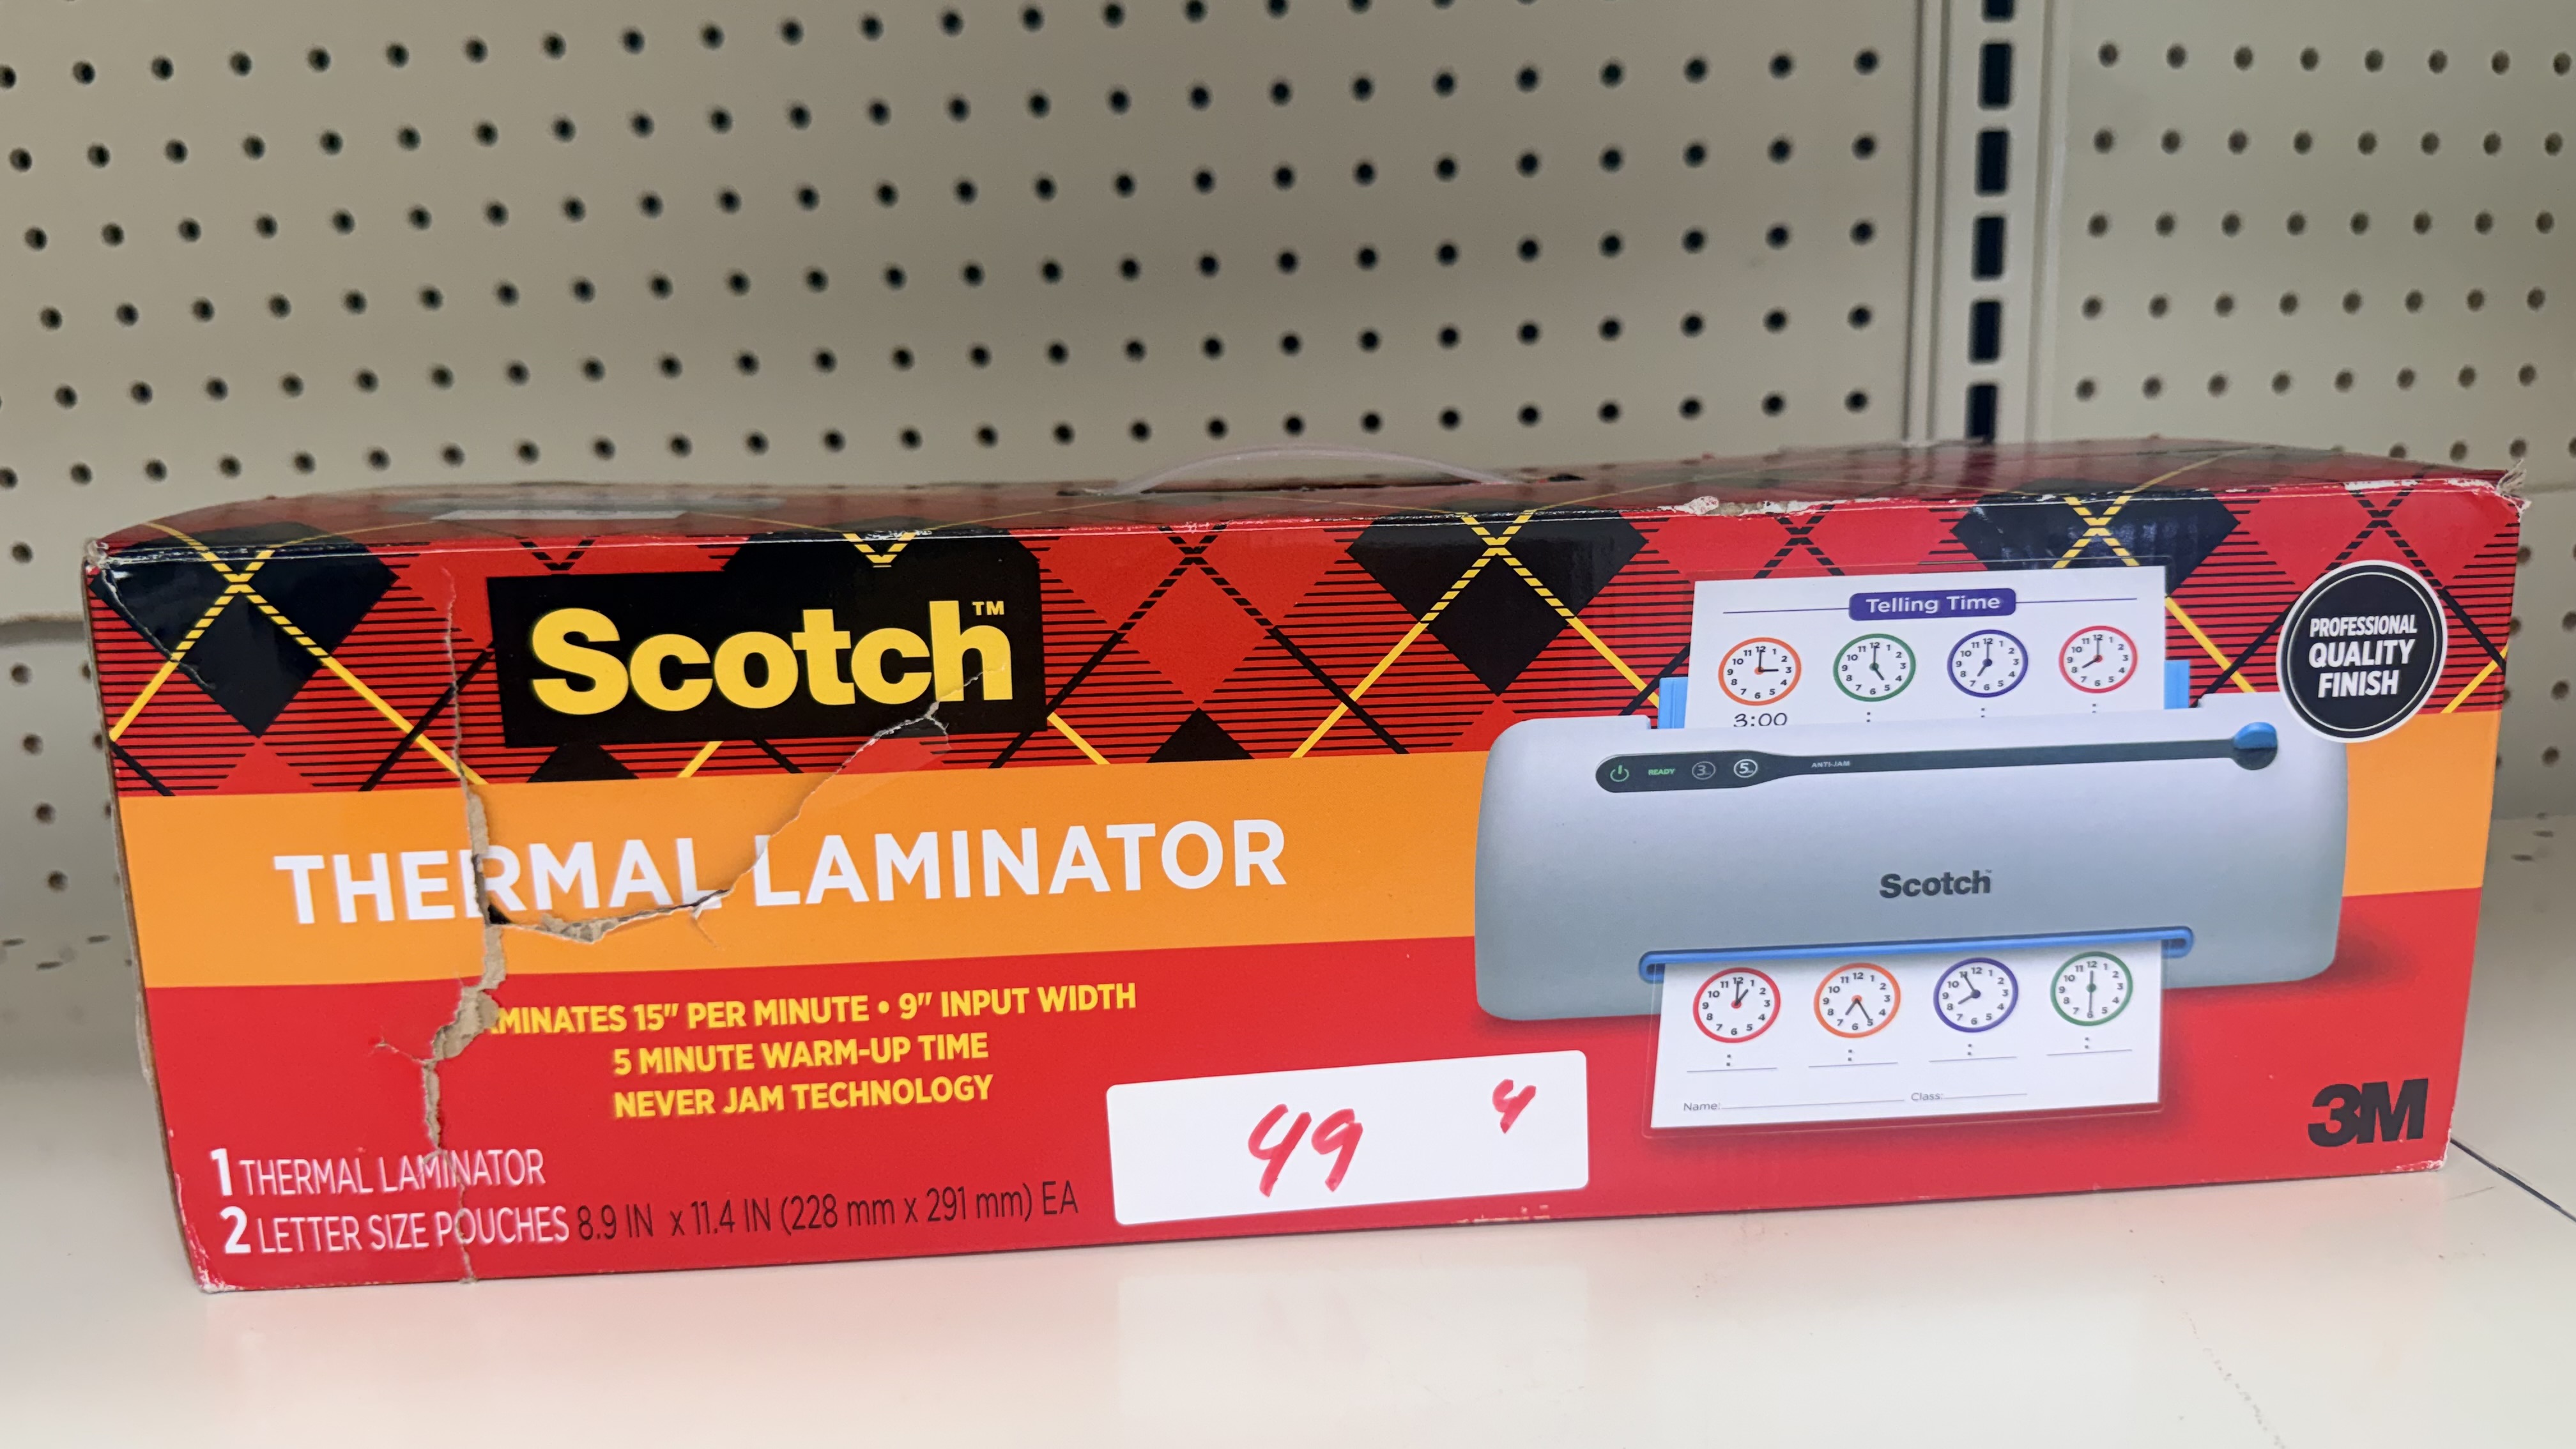 Scotch™
THERMAL LAMINATOR
MINATES 15" PER MINUTE • 9" INPUT WIDTH
5 MINUTE WARM-UP TIME
NEVER JAM TECHNOLOGY
1 THERMAL LAMINATOR
2 LETTER SIZE POUCHES 8.9 IN x 11.4 IN (228 mm x 291 mm) EA
49 4
Telling Time
3:00
READY 3 5 ANTI-JAM
Scotch
Name: Class:
PROFESSIONAL
QUALITY
FINISH
3M